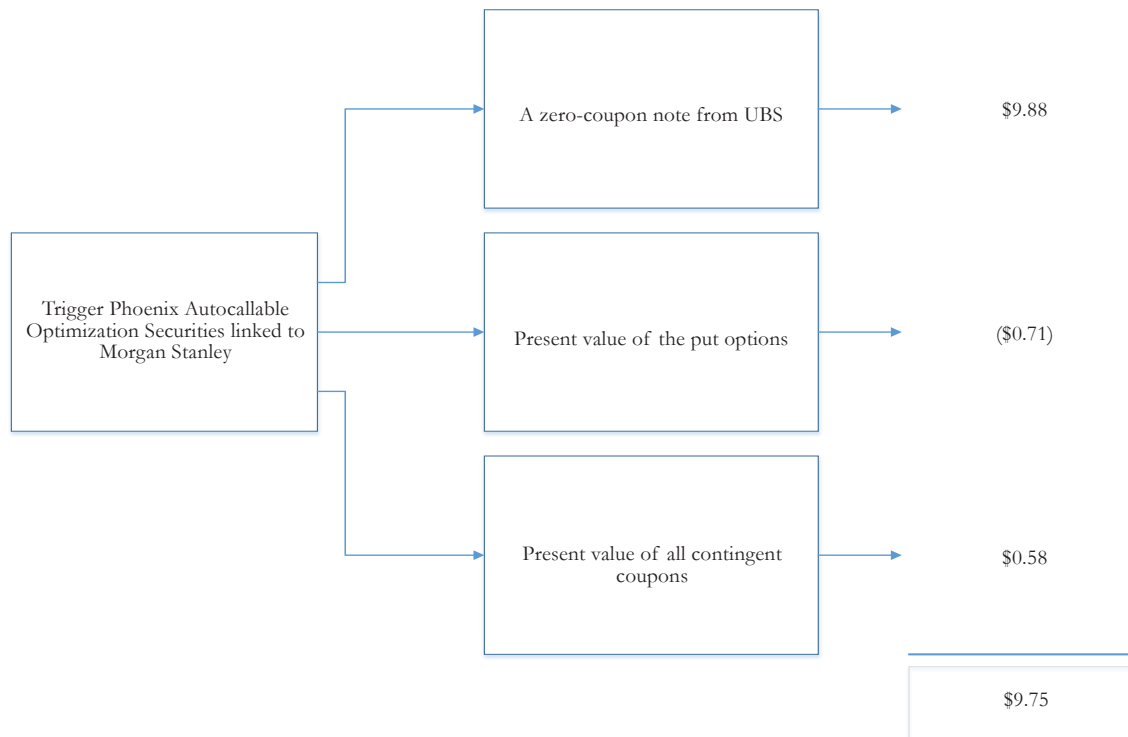 A zero-coupon note from UBS
$9.88
Trigger Phoenix Autocallable
Optimization Securities linked to
Morgan Stanley
Present value of the put options
($0.71)
Present value of all contingent
coupons
$0.58
$9.75